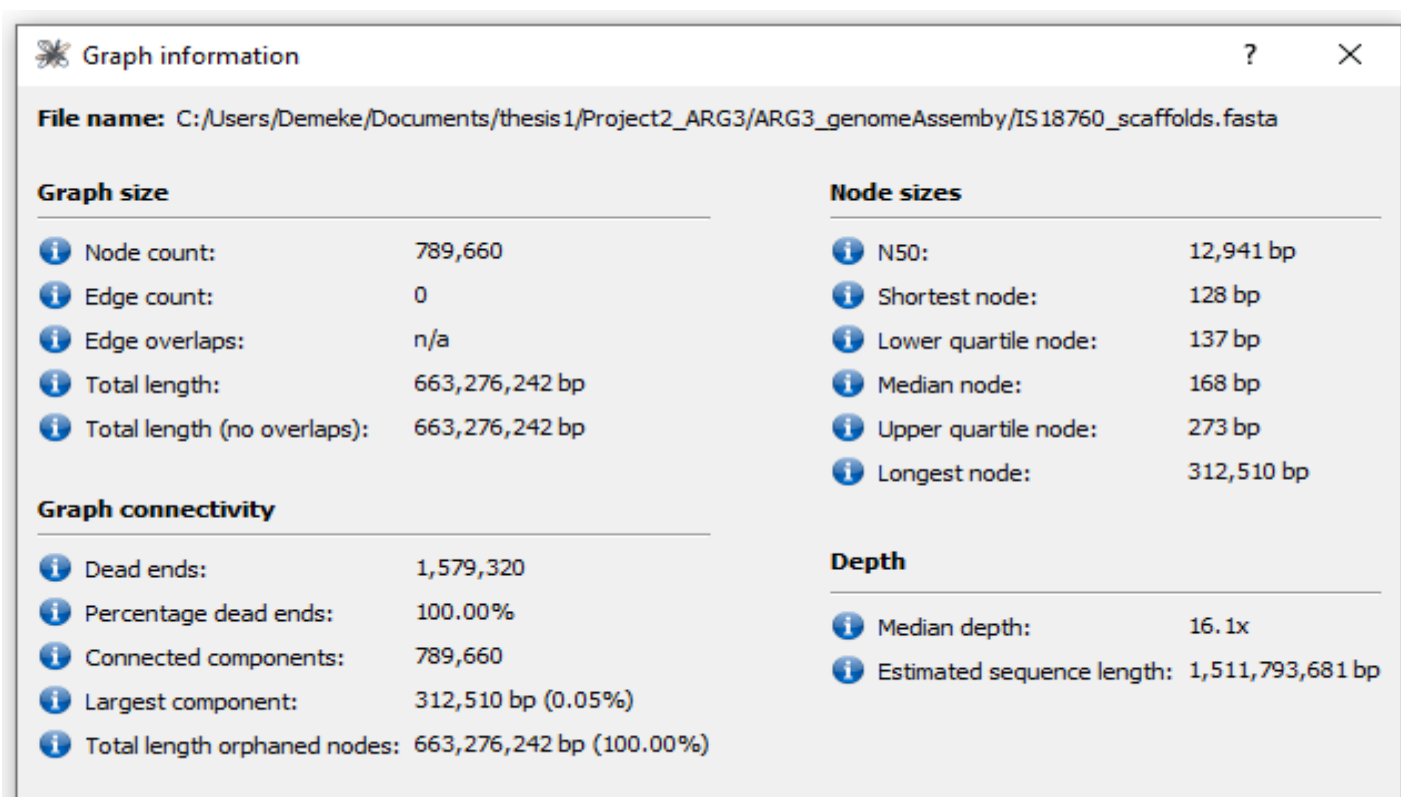 Graph information ? ×
File name: C:/Users/Demeke/Documents/thesis1/Project2_ARG3/ARG3_genomeAssemby/IS18760_scaffolds.fasta
Graph size
Node count: 789,660
Edge count: 0
Edge overlaps: n/a
Total length: 663,276,242 bp
Total length (no overlaps): 663,276,242 bp
Graph connectivity
Dead ends: 1,579,320
Percentage dead ends: 100.00%
Connected components: 789,660
Largest component: 312,510 bp (0.05%)
Total length orphaned nodes: 663,276,242 bp (100.00%)
Node sizes
N50: 12,941 bp
Shortest node: 128 bp
Lower quartile node: 137 bp
Median node: 168 bp
Upper quartile node: 273 bp
Longest node: 312,510 bp
Depth
Median depth: 16.1x
Estimated sequence length: 1,511,793,681 bp